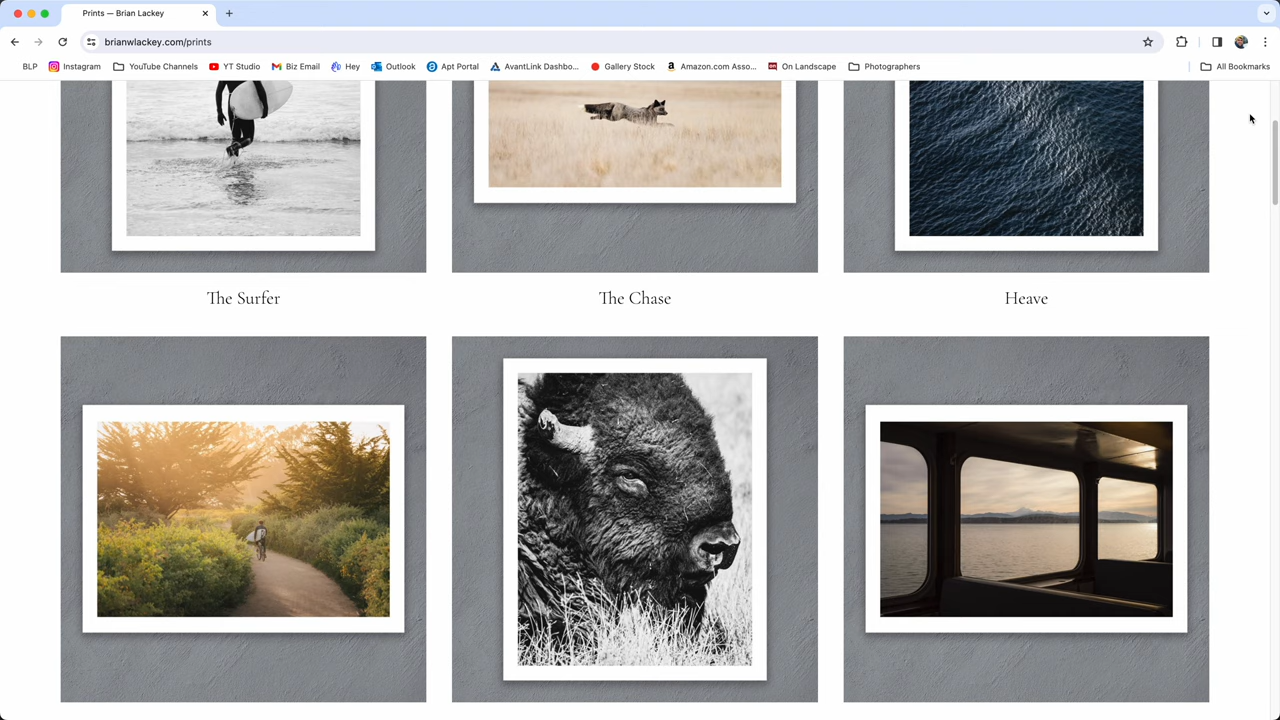 Prints — Brian Lackey
brianwlackey.com/prints
BLP Instagram YouTube Channels YT Studio Biz Email Hey Outlook Apt Portal AvantLink Dashbo... Gallery Stock Amazon.com Asso... On Landscape Photographers All Bookmarks
The Surfer The Chase Heave